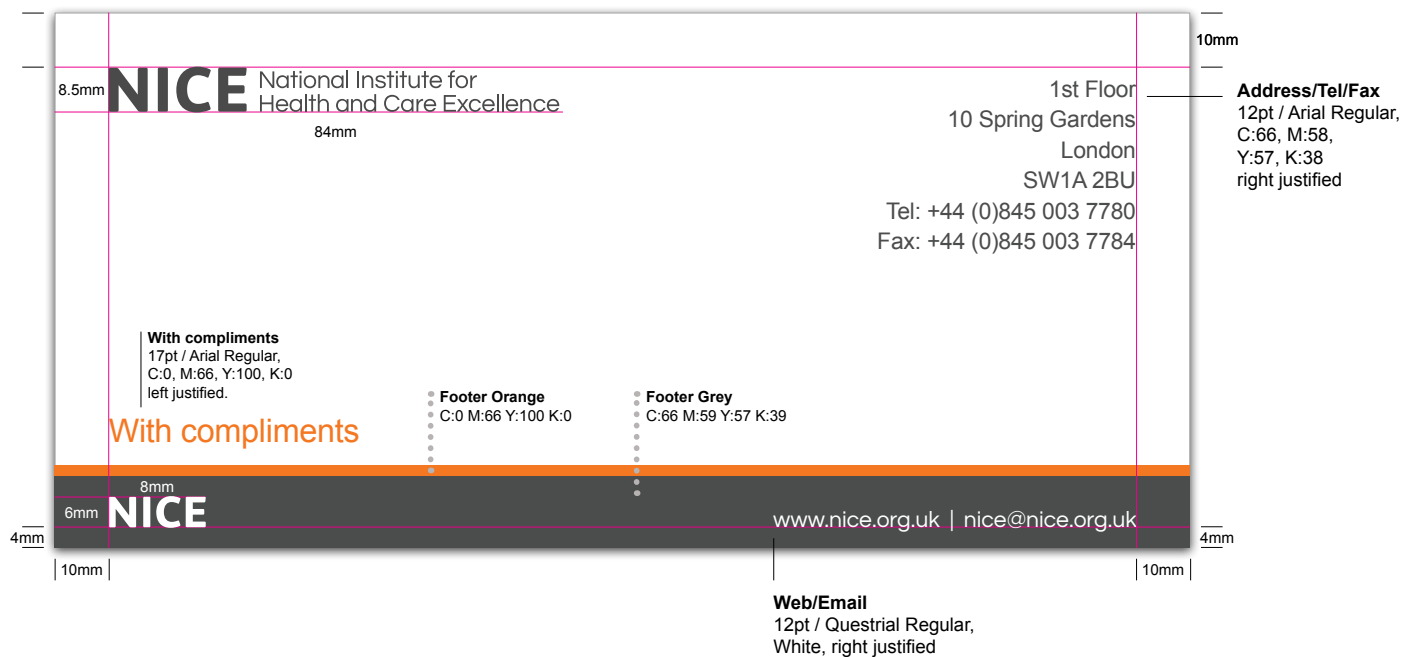 10mm
8.5mm
NICE National Institute for
Health and Care Excellence
84mm
1st Floor
10 Spring Gardens
London
SW1A 2BU
Tel: +44 (0)845 003 7780
Fax: +44 (0)845 003 7784
Address/Tel/Fax
12pt / Arial Regular,
C:66, M:58,
Y:57, K:38
right justified
With compliments
17pt / Arial Regular,
C:0, M:66, Y:100, K:0
left justified.
Footer Orange
C:0 M:66 Y:100 K:0
Footer Grey
C:66 M:59 Y:57 K:39
With compliments
8mm
6mm
NICE
www.nice.org.uk | nice@nice.org.uk
4mm
4mm
10mm
10mm
Web/Email
12pt / Questrial Regular,
White, right justified